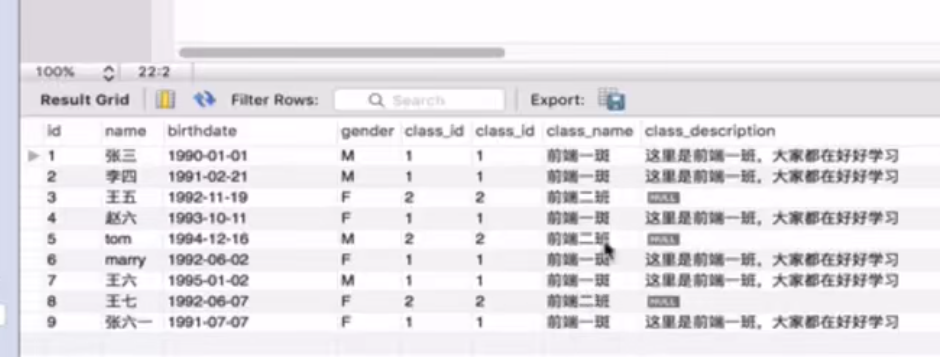 100% 22:2
Result Grid Filter Rows: Search Export:
id name birthdate gender class_id class_id class_name class_description
1 张三 1990-01-01 M 1 1 前端一班 这里是前端一班，大家都在好好学习
2 李四 1991-02-21 M 1 1 前端一班 这里是前端一班，大家都在好好学习
3 王五 1992-11-19 F 2 2 前端二班 NULL
4 赵六 1993-10-11 F 1 1 前端一班 这里是前端一班，大家都在好好学习
5 tom 1994-12-16 M 2 2 前端二班 NULL
6 marry 1992-06-02 F 1 1 前端一班 这里是前端一班，大家都在好好学习
7 王六 1995-01-02 M 1 1 前端一班 这里是前端一班，大家都在好好学习
8 王七 1992-06-07 F 2 2 前端二班 NULL
9 张六一 1991-07-07 F 1 1 前端一班 这里是前端一班，大家都在好好学习